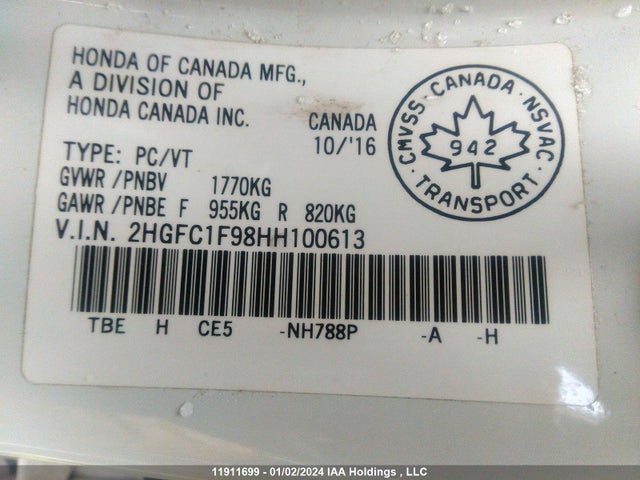 HONDA OF CANADA MFG.,
A DIVISION OF
HONDA CANADA INC.
CANADA
10/'16
TYPE: PC/VT
GVWR /PNBV 1770KG
GAWR /PNBE F 955KG R 820KG
V.I.N. 2HGFC1F98HH100613
TBE H CE5 -NH788P -A -H
CMVSS · CANADA · NSVAC
942
TRANSPORT
11911699 - 01/02/2024 IAA Holdings , LLC